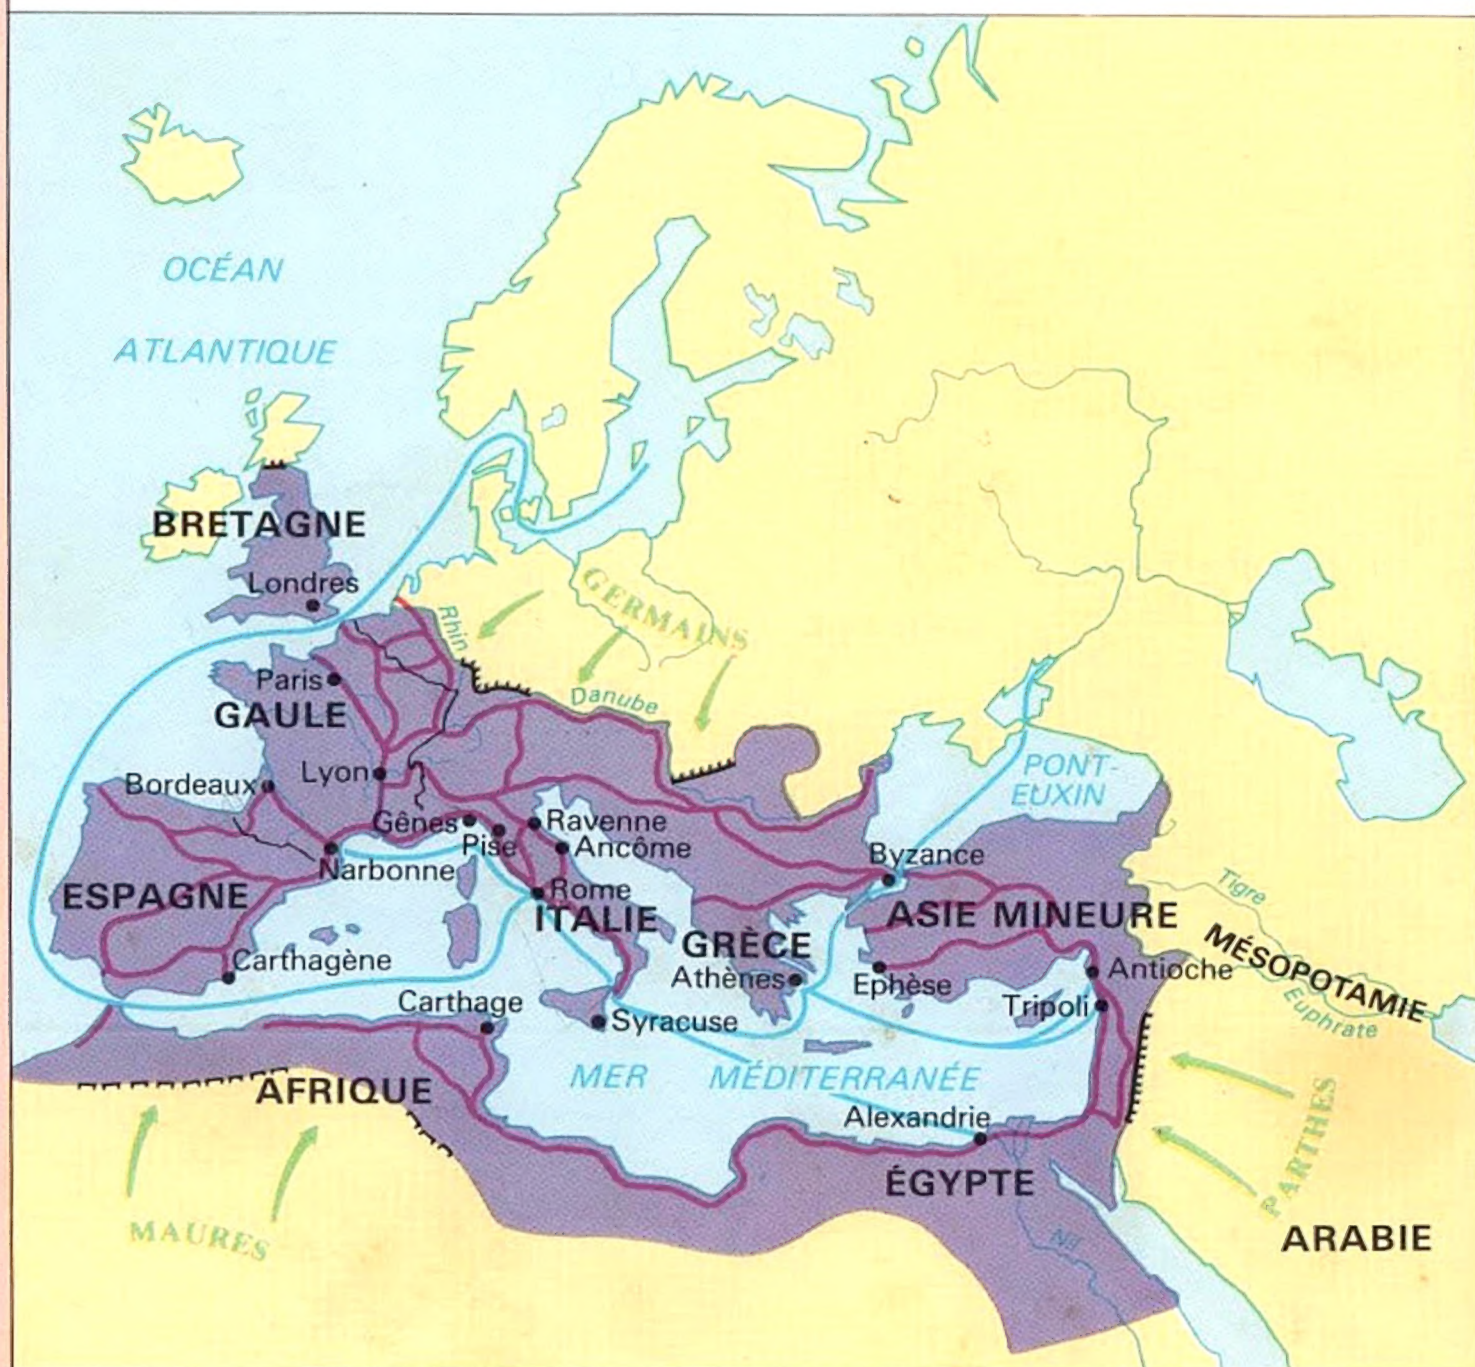 OCÉAN
ATLANTIQUE
BRETAGNE
Londres
Rhin
GERMAINS
Paris
GAULE
Danube
Bordeaux
Lyon
PONT-
EUXIN
Gênes
Pise
Ravenne
Ancôme
Narbonne
Byzance
Tigre
ESPAGNE
Rome
ITALIE
ASIE MINEURE
GRÈCE
MÉSOPOTAMIE
Carthagène
Athènes
Ephèse
Antioche
Carthage
Syracuse
Tripoli
Euphrate
MER MÉDITERRANÉE
AFRIQUE
Alexandrie
PARTHES
ÉGYPTE
MAURES
Nil
ARABIE